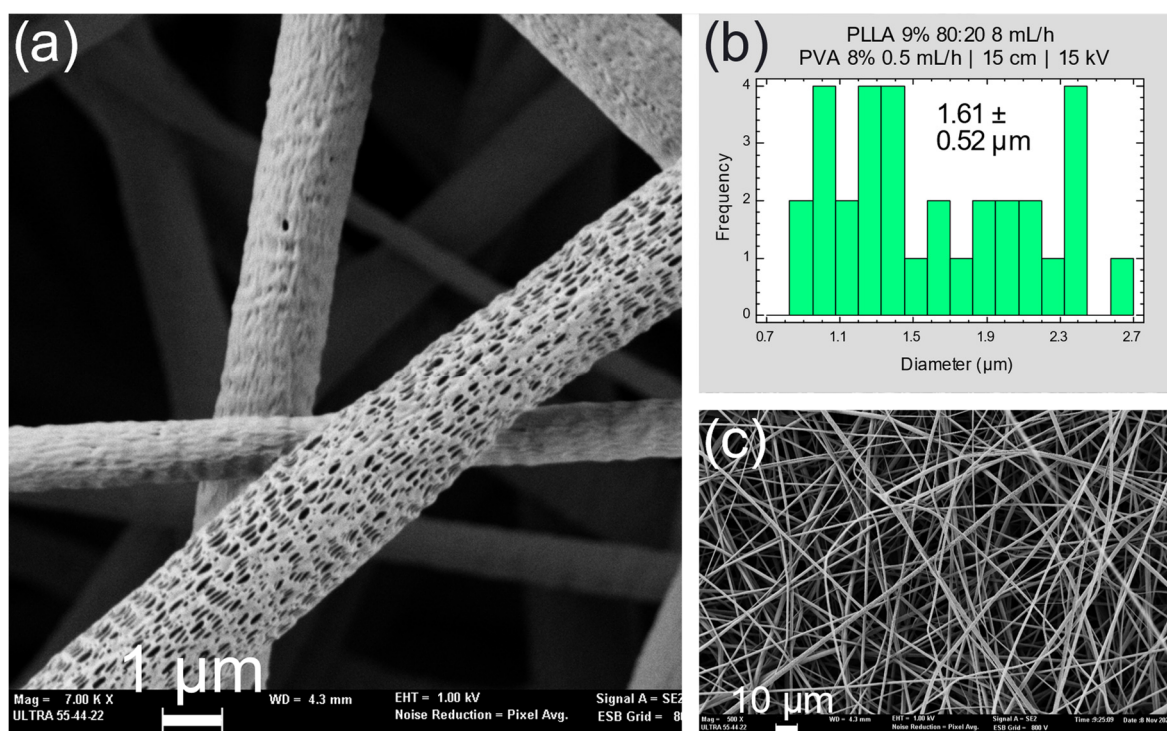 (a)
1 µm
Mag = 7.00 K X
WD = 4.3 mm
EHT = 1.00 kV
Signal A = SE2
ULTRA 55-44-22
Noise Reduction = Pixel Avg.
ESB Grid =
(b)
PLLA 9% 80:20 8 mL/h
PVA 8% 0.5 mL/h | 15 cm | 15 kV
1.61 ±
0.52 µm
Frequency
4
3
2
1
0
0.7 1.1 1.5 1.9 2.3 2.7
Diameter (µm)
(c)
10 µm
Mag = 500 X
WD = 4.3 mm
EHT = 1.00 kV
Signal A = SE2
Time :9:25:09
Date :8 Nov
ULTRA 55-44-22
Noise Reduction = Pixel Avg.
ESB Grid = 800 V